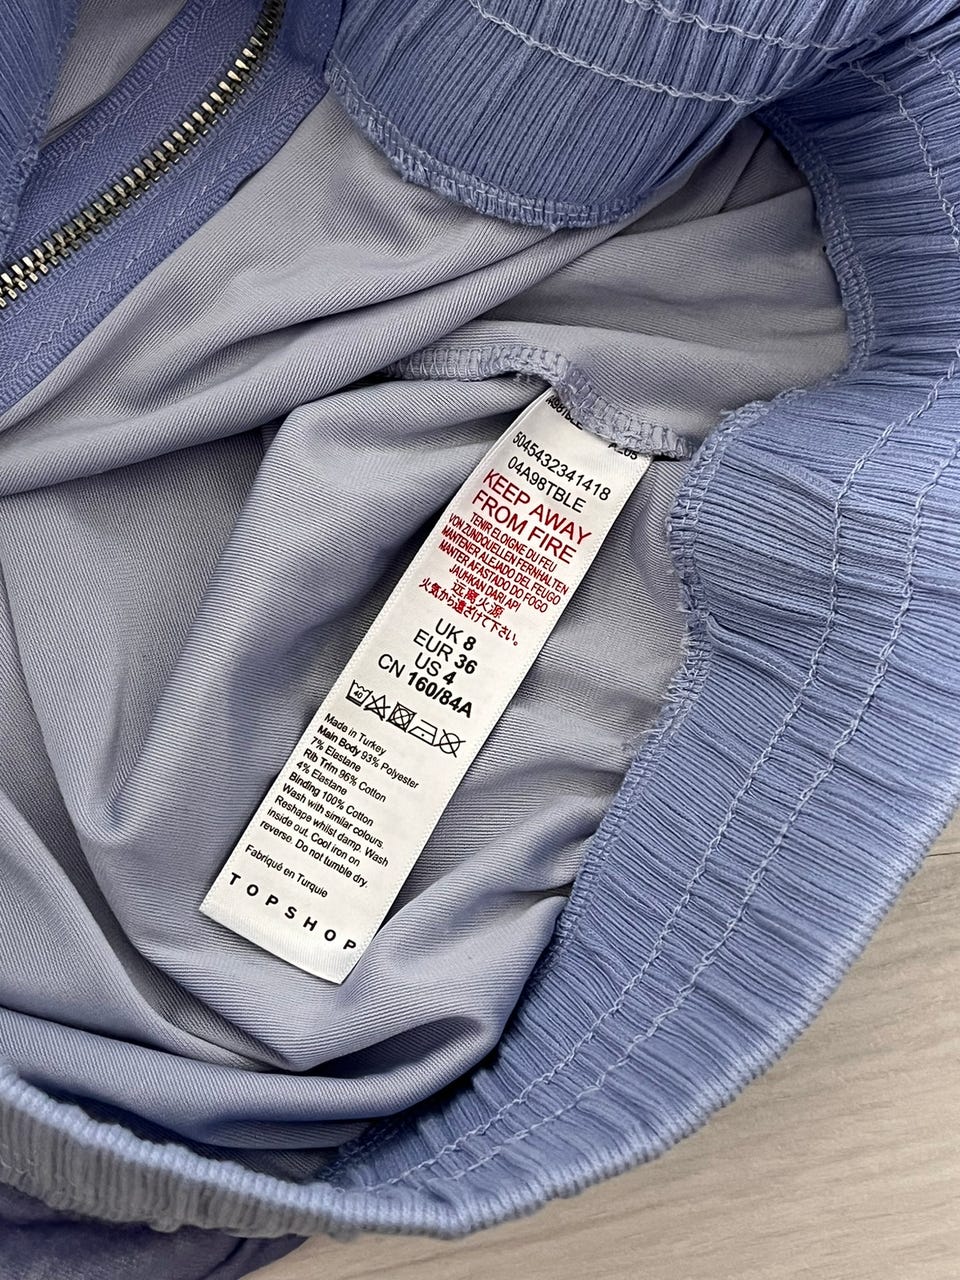 5045432341418
04A98TBLE
KEEP AWAY
FROM FIRE
TENIR ELOIGNE DU FEU
VON ZUNDQUELLEN FERNHALTEN
MANTENER ALEJADO DEL FEUGO
MANTER AFASTADO DO FOGO
JAUHKAN DARI API
远离火源
火気から遠ざけて下さい。
UK 8
EUR 36
US 4
CN 160/84A
40
Made in Turkey
Main Body 93% Polyester
7% Elastane
Rib Trim 96% Cotton
4% Elastane
Binding 100% Cotton
Wash with similar colours.
Reshape whilst damp. Wash
inside out. Cool iron on
reverse. Do not tumble dry.
Fabriqué en Turquie
TOPSHOP